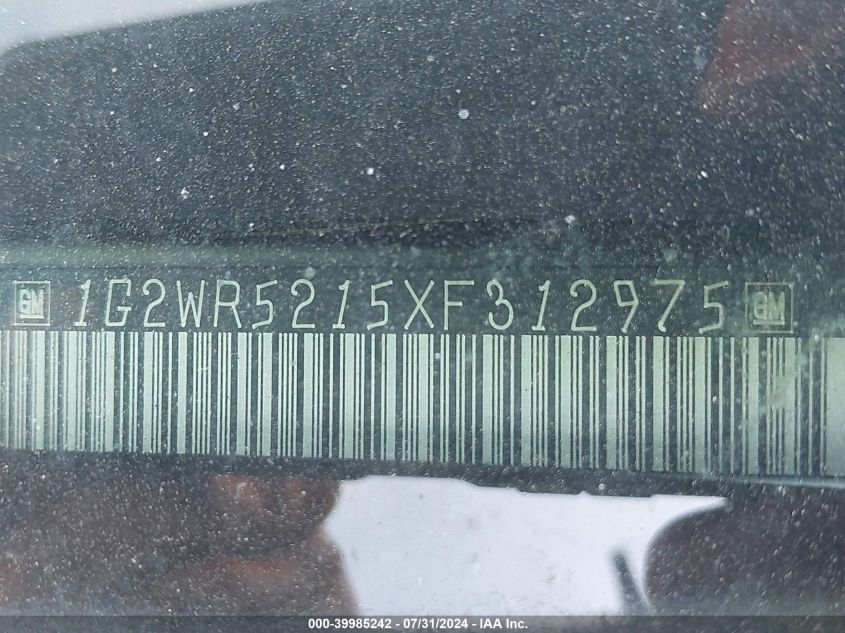 GM 1G2WR5215XF312975 GM
000-39985242 - 07/31/2024 - IAA Inc.